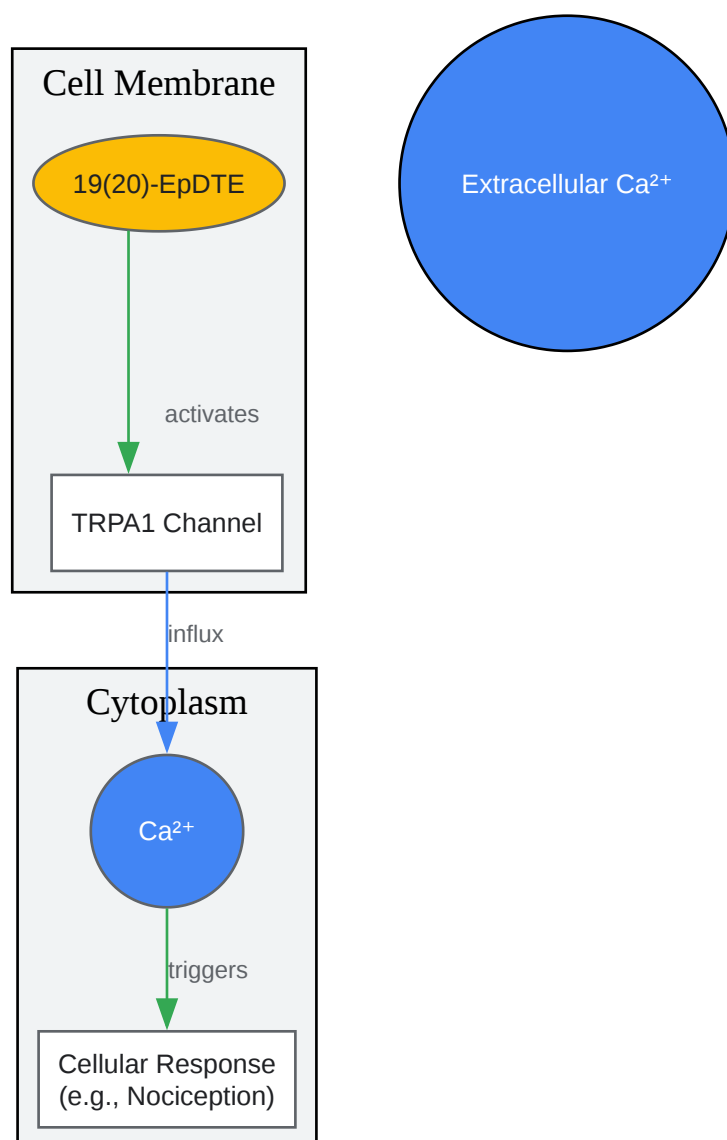 Cell Membrane
19(20)-EpDTE
Extracellular Ca²⁺
activates
TRPA1 Channel
influx
Cytoplasm
Ca²⁺
triggers
Cellular Response
(e.g., Nociception)